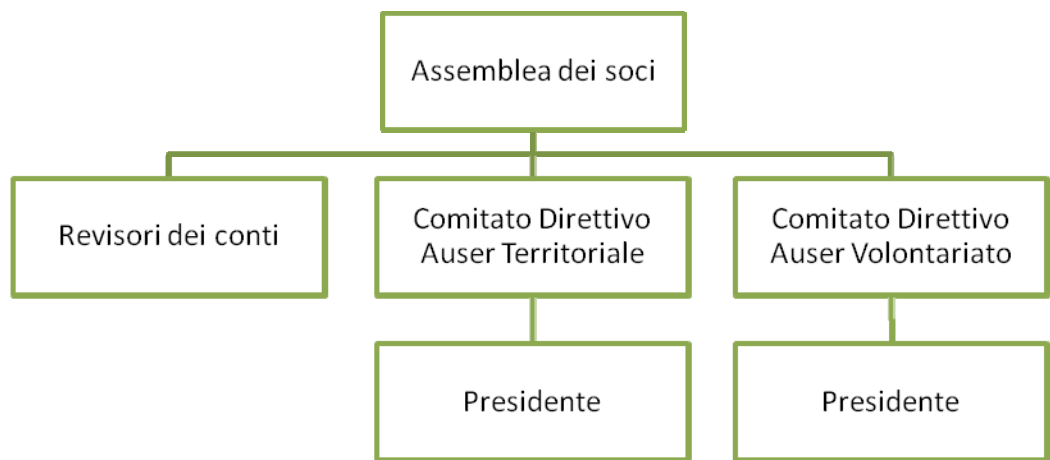 Assemblea dei soci
Revisori dei conti
Comitato Direttivo
Auser Territoriale
Comitato Direttivo
Auser Volontariato
Presidente
Presidente